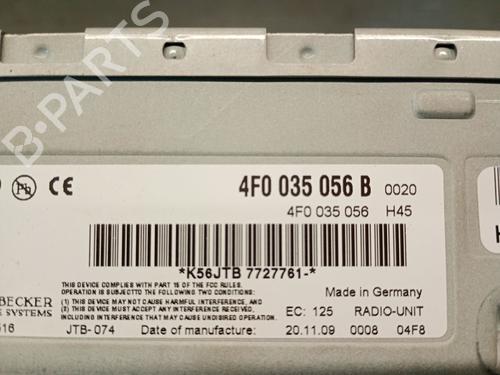 B-PARTS
4F0 035 056 B 0020
4F0 035 056 H45
*K56JTB 7727761-*
THIS DEVICE COMPLIES WITH PART 15 OF THE FCC RULES.
OPERATION IS SUBJECTED TO THE FOLLOWING TWO CONDITIONS:
(1) THIS DEVICE MAY NOT CAUSE HARMFUL INTERFERENCE, AND
(2) THIS DEVICE MUST ACCEPT ANY INTERFERENCE RECEIVED,
INCLUDING INTERFERENCE THAT MAY CAUSE UNDESIRED OPERATION.
Made in Germany
BECKER
SYSTEMS
EC: 125 RADIO-UNIT
516 JTB-074 Date of manufacture: 20.11.09 0008 04F8